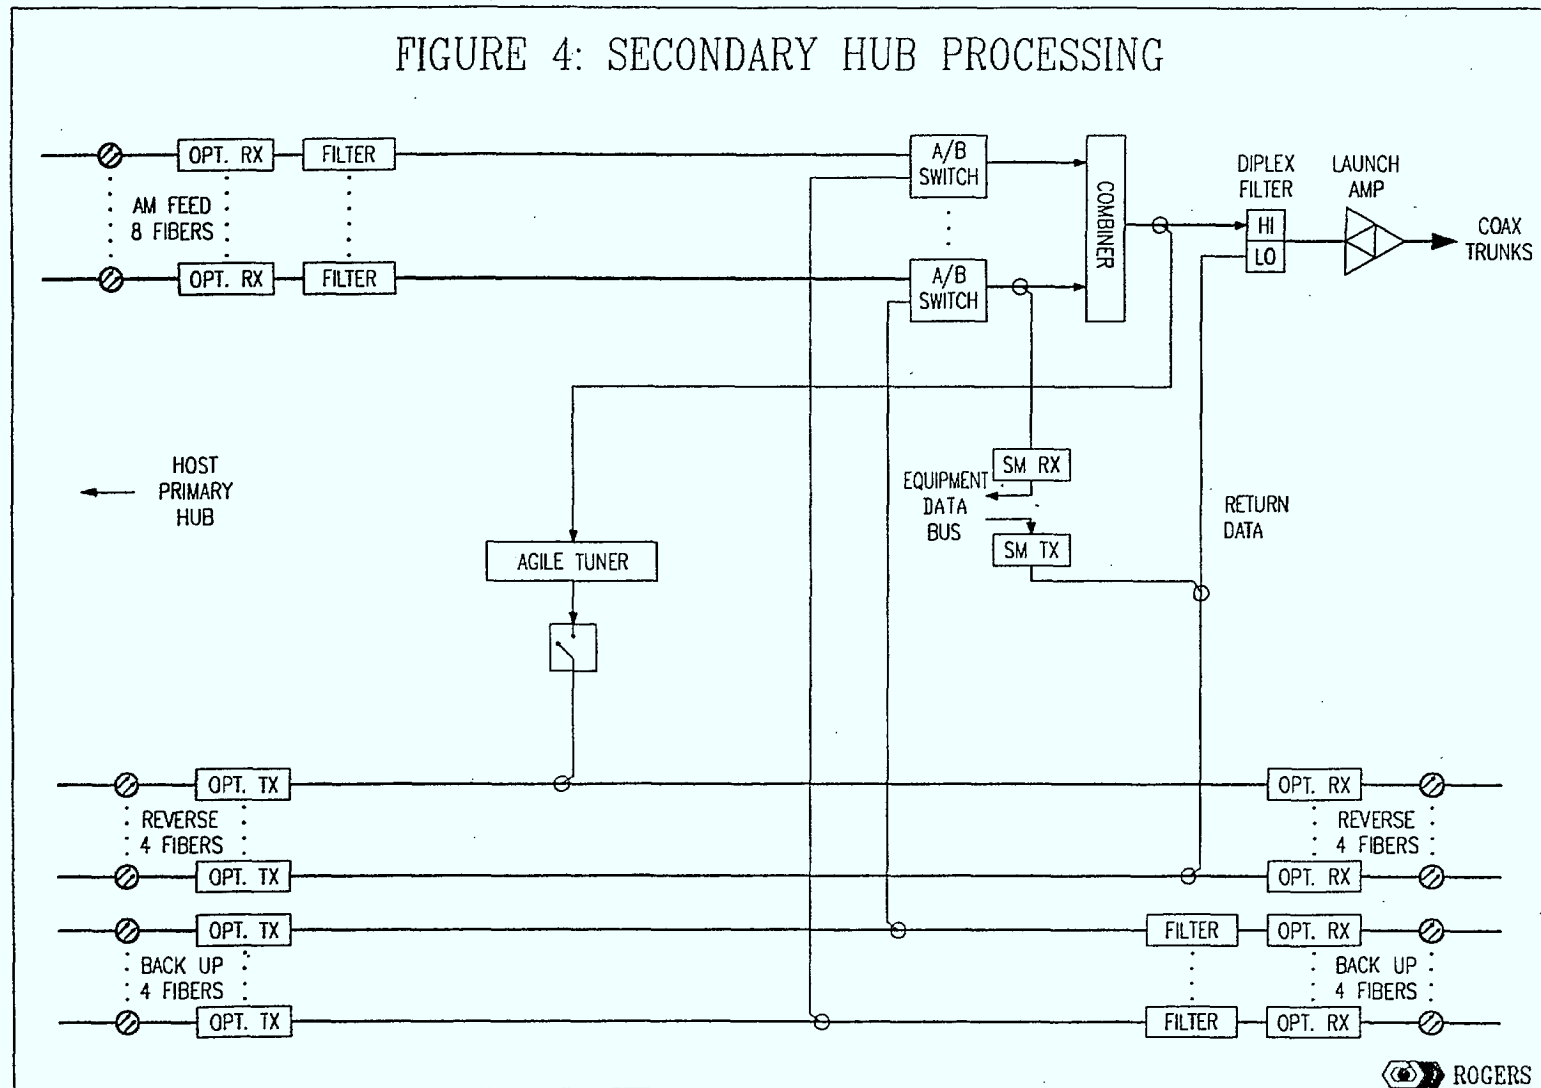 FIGURE 4: SECONDARY HUB PROCESSING
OPT. RX
FILTER
A/B
SWITCH
AM FEED
8 FIBERS
OPT. RX
FILTER
A/B
SWITCH
COMBINER
DIPLEX
FILTER
HI
LO
LAUNCH
AMP
COAX
TRUNKS
HOST
PRIMARY
HUB
SM RX
EQUIPMENT
DATA
BUS
SM TX
RETURN
DATA
AGILE TUNER
OPT. TX
OPT. RX
REVERSE
4 FIBERS
REVERSE
4 FIBERS
OPT. TX
OPT. RX
OPT. TX
FILTER
OPT. RX
BACK UP
4 FIBERS
BACK UP
4 FIBERS
OPT. TX
FILTER
OPT. RX
ROGERS